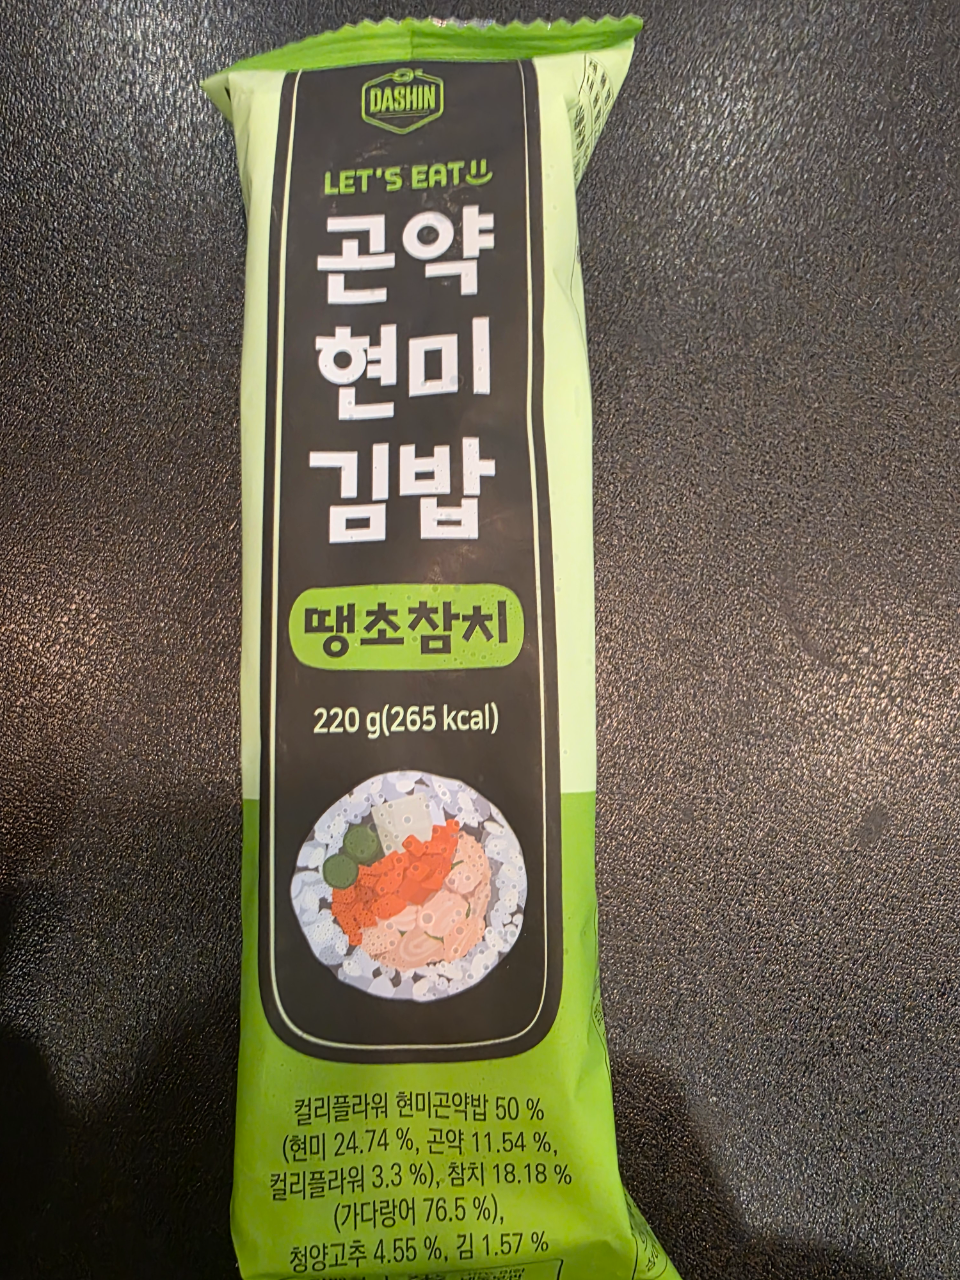 DASHIN
LET'S EAT
곤약
현미
김밥
땡초참치
220 g(265 kcal)
컬리플라워 현미곤약밥 50 %
(현미 24.74 %, 곤약 11.54 %,
컬리플라워 3.3 %), 참치 18.18 %
(가다랑어 76.5 %),
청양고추 4.55 %, 김 1.57 %